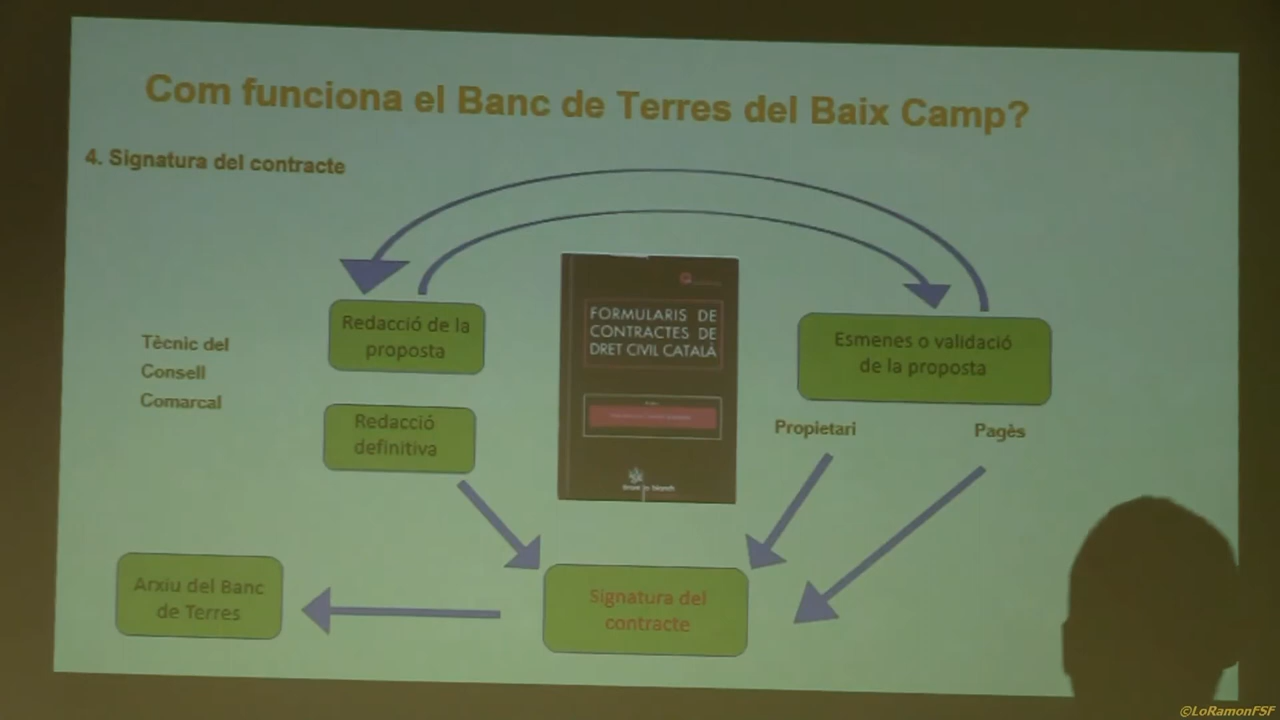 Com funciona el Banc de Terres del Baix Camp?
4. Signatura del contracte
Tècnic del
Consell
Comarcal
Redacció de la
proposta
Redacció
definitiva
FORMULARIS DE
CONTRACTES DE
DRET CIVIL CATALÀ
Esmenes o validació
de la proposta
Propietari
Pagès
Arxiu del Banc
de Terres
Signatura del
contracte
©LoRamonFSF